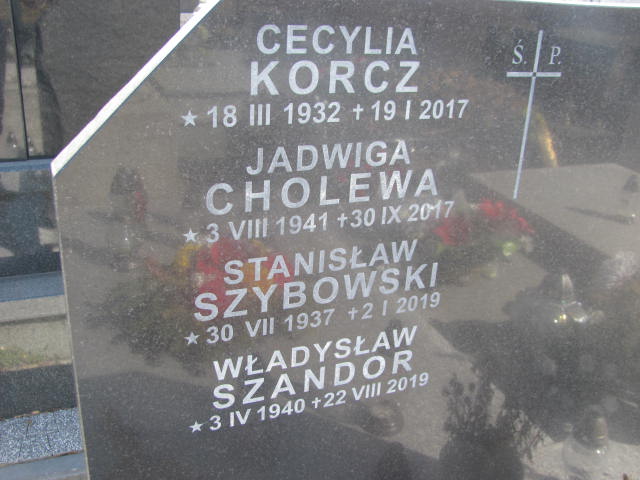 Ś. P.
CECYLIA
KORCZ
★ 18 III 1932 + 19 I 2017
JADWIGA
CHOLEWA
★ 3 VIII 1941 + 30 IX 2017
STANISŁAW
SZYBOWSKI
★ 30 VII 1937 + 2 I 2019
WŁADYSŁAW
SZANDOR
★ 3 IV 1940 + 22 VIII 2019